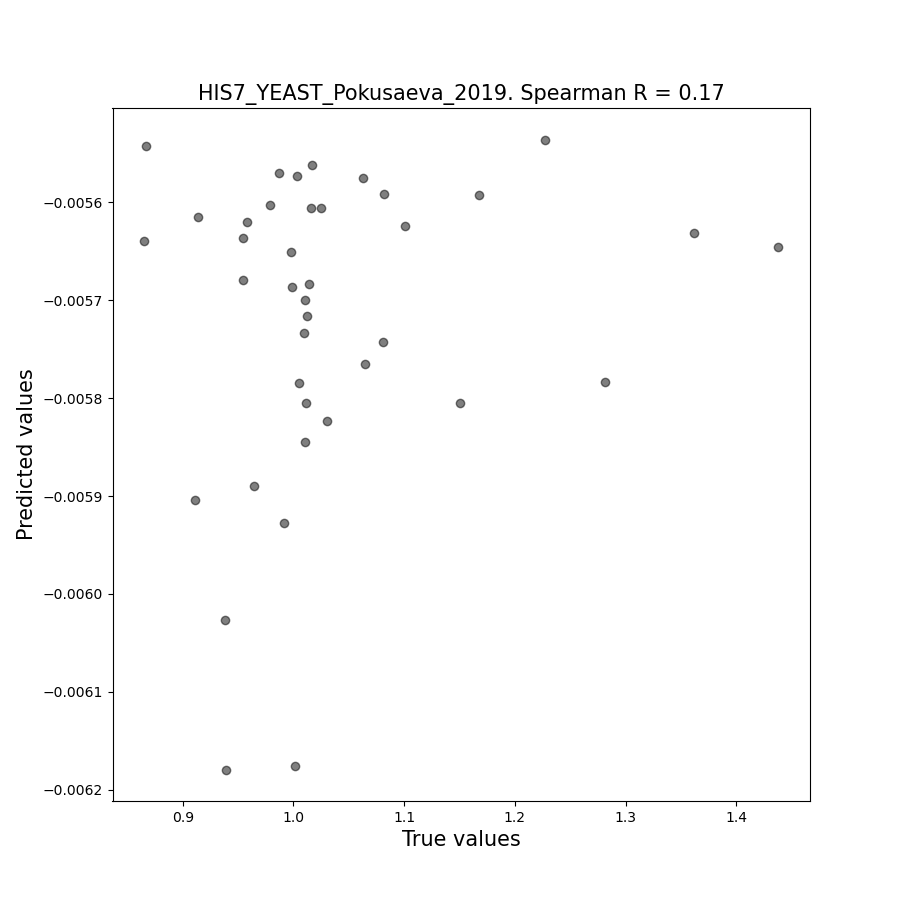 HIS7_YEAST_Pokusaeva_2019. Spearman R = 0.17
Predicted values
−0.0056
−0.0057
−0.0058
−0.0059
−0.0060
−0.0061
−0.0062
0.9 1.0 1.1 1.2 1.3 1.4
True values